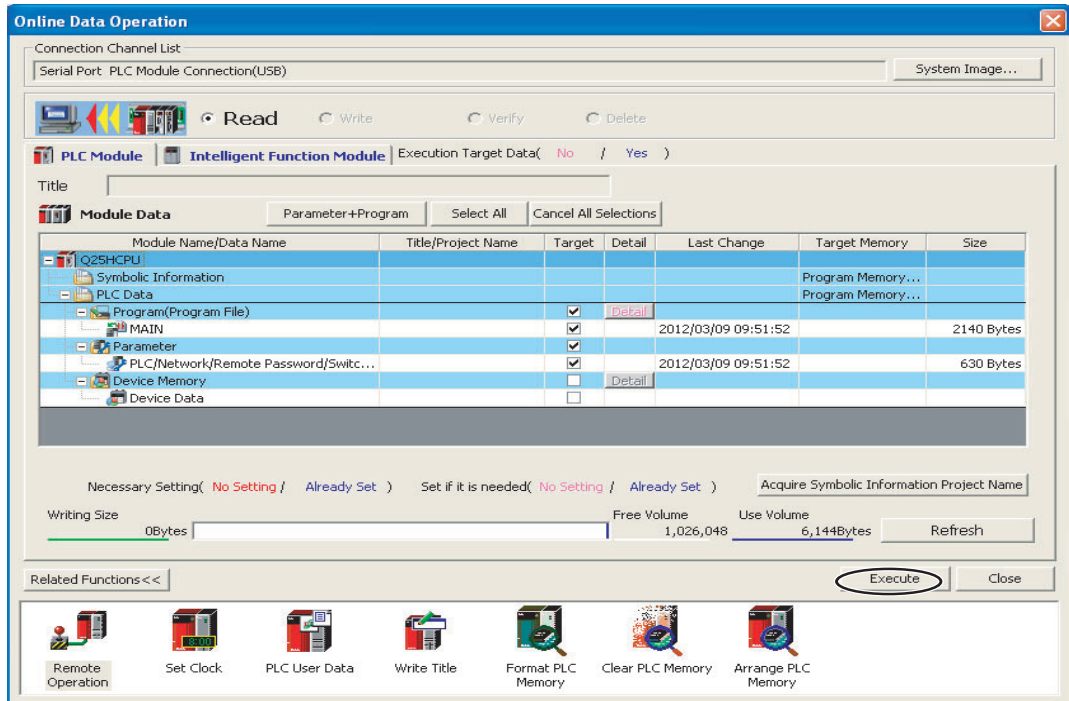 Online Data Operation
Connection Channel List
Serial Port PLC Module Connection(USB)
System Image...
Read Write Verify Delete
PLC Module Intelligent Function Module Execution Target Data( No / Yes )
Title
Module Data Parameter+Program Select All Cancel All Selections
Module Name/Data Name Title/Project Name Target Detail Last Change Target Memory Size
Q25HCPU
Symbolic Information Program Memory...
PLC Data Program Memory...
Program(Program File) Detail
MAIN 2012/03/09 09:51:52 2140 Bytes
Parameter
PLC/Network/Remote Password/Switc... 2012/03/09 09:51:52 630 Bytes
Device Memory Detail
Device Data
Necessary Setting( No Setting / Already Set ) Set if it is needed( No Setting / Already Set ) Acquire Symbolic Information Project Name
Writing Size Free Volume Use Volume
0Bytes 1,026,048 6,144Bytes Refresh
Related Functions<< Execute Close
8:00
Remote Operation
Set Clock
PLC User Data
Write Title
Format PLC Memory
Clear PLC Memory
Arrange PLC Memory